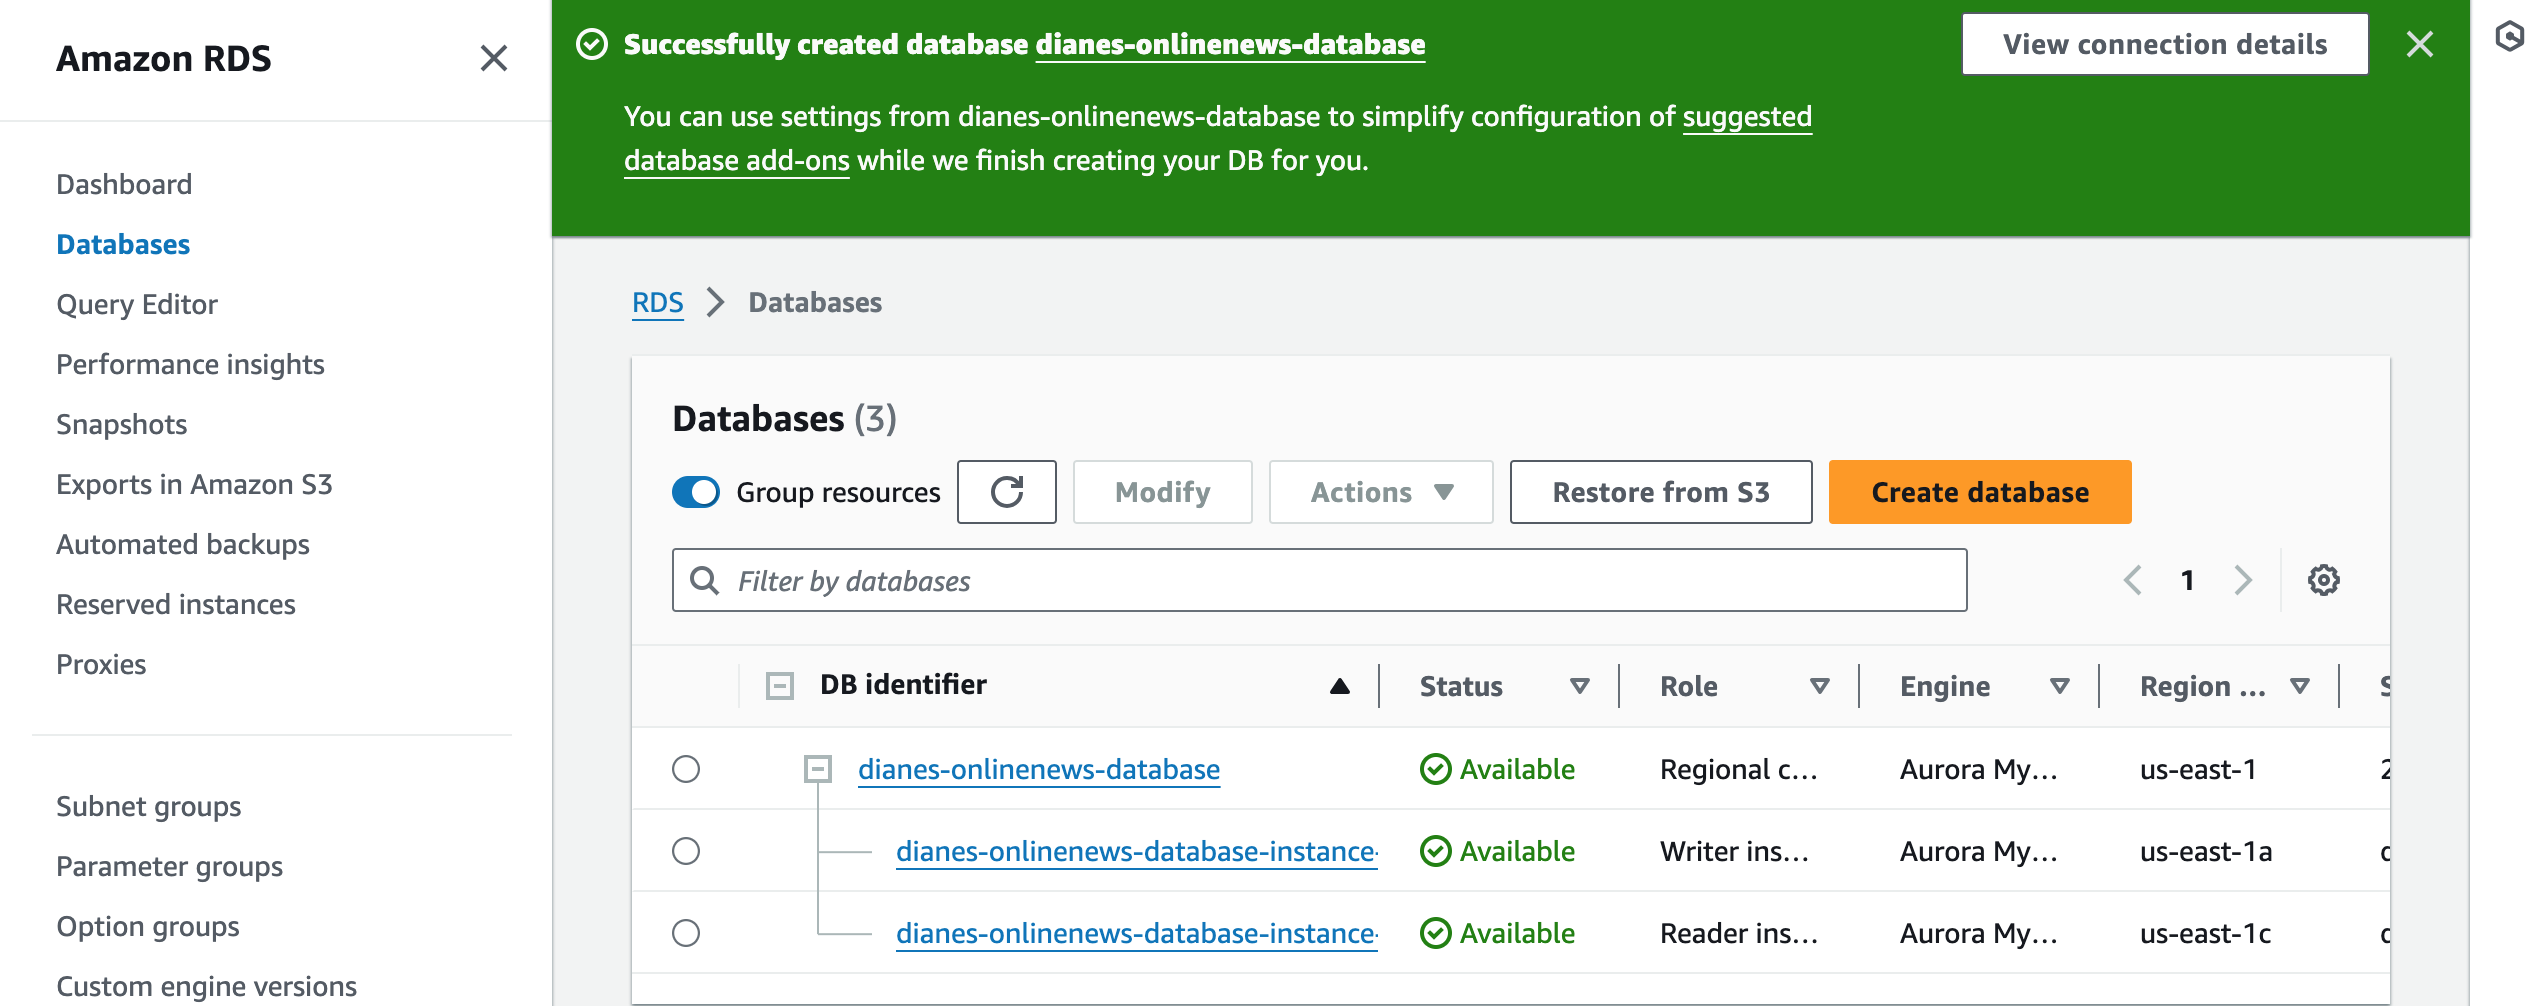 Amazon RDS
Dashboard
Databases
Query Editor
Performance insights
Snapshots
Exports in Amazon S3
Automated backups
Reserved instances
Proxies
Subnet groups
Parameter groups
Option groups
Custom engine versions
Successfully created database dianes-onlinenews-database
View connection details
You can use settings from dianes-onlinenews-database to simplify configuration of suggested
database add-ons while we finish creating your DB for you.
RDS > Databases
Databases (3)
Group resources Modify Actions Restore from S3 Create database
Filter by databases 1
DB identifier Status Role Engine Region ...
dianes-onlinenews-database Available Regional c... Aurora My... us-east-1
dianes-onlinenews-database-instance- Available Writer ins... Aurora My... us-east-1a
dianes-onlinenews-database-instance- Available Reader ins... Aurora My... us-east-1c